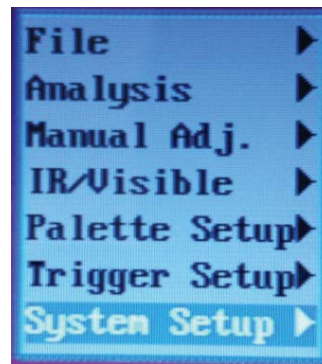 File
Analysis
Manual Adj.
IR/Visible
Palette Setup
Trigger Setup
System Setup